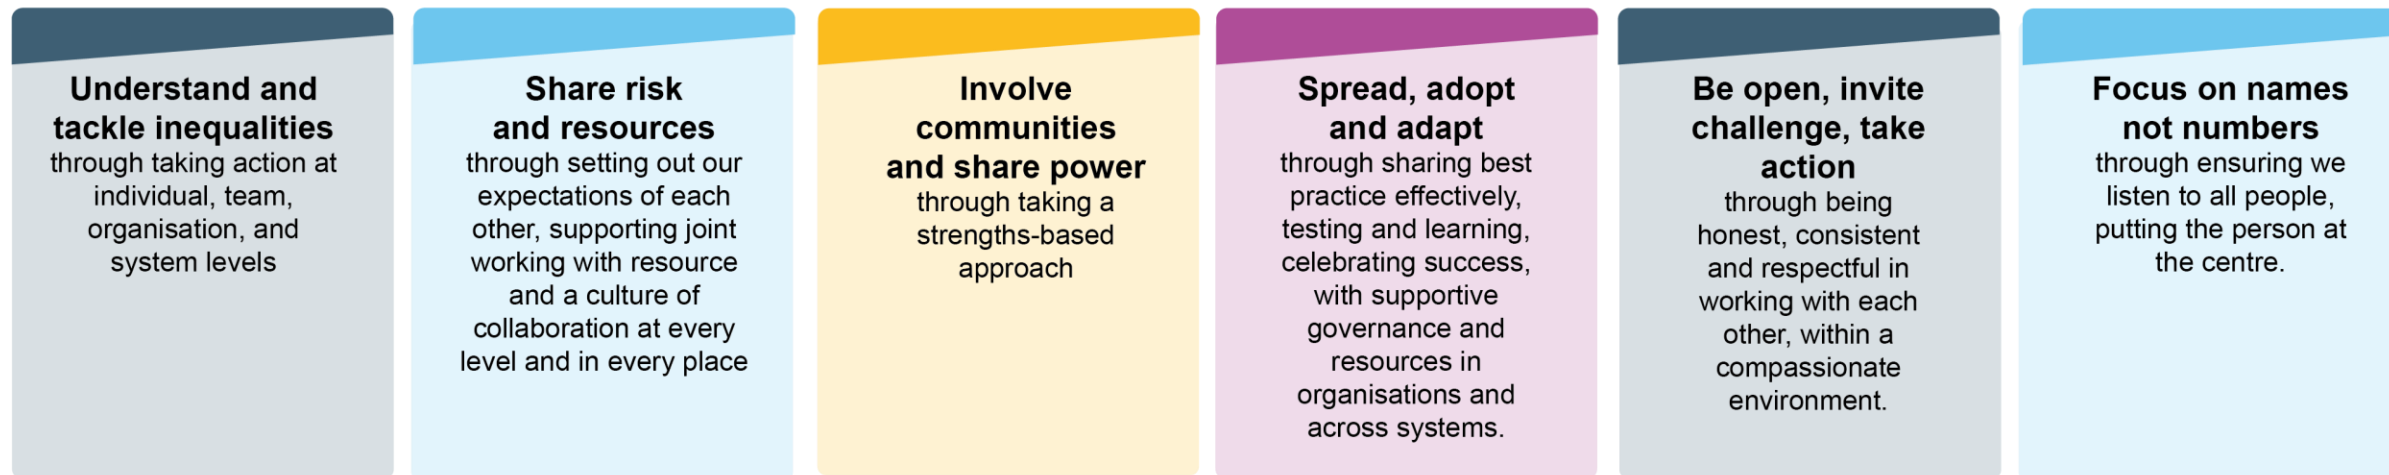 Understand and
tackle inequalities
through taking action at
individual, team,
organisation, and
system levels
Share risk
and resources
through setting out our
expectations of each
other, supporting joint
working with resource
and a culture of
collaboration at every
level and in every place
Involve
communities
and share power
through taking a
strengths-based
approach
Spread, adopt
and adapt
through sharing best
practice effectively,
testing and learning,
celebrating success,
with supportive
governance and
resources in
organisations and
across systems.
Be open, invite
challenge, take
action
through being
honest, consistent
and respectful in
working with each
other, within a
compassionate
environment.
Focus on names
not numbers
through ensuring we
listen to all people,
putting the person at
the centre.